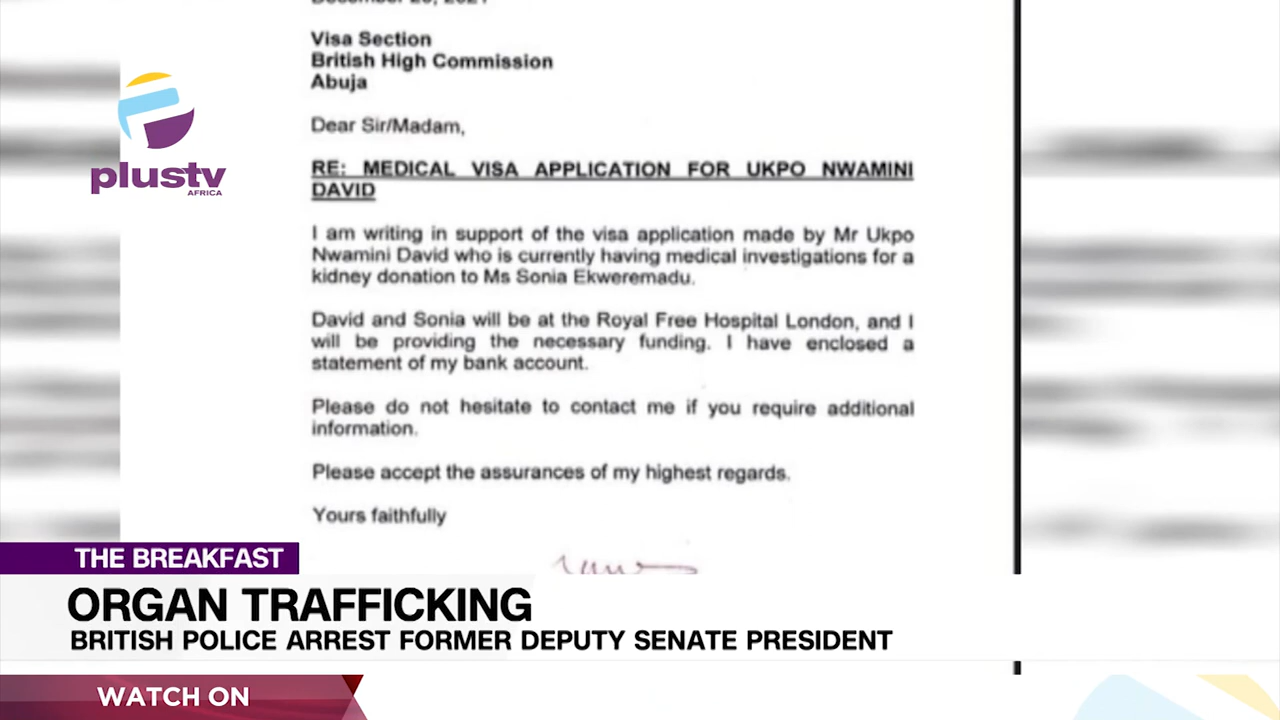 Visa Section
British High Commission
Abuja
Dear Sir/Madam,
RE: MEDICAL VISA APPLICATION FOR UKPO NWAMINI
DAVID
I am writing in support of the visa application made by Mr Ukpo
Nwamini David who is currently having medical investigations for a
kidney donation to Ms Sonia Ekweremadu.
David and Sonia will be at the Royal Free Hospital London, and I
will be providing the necessary funding. I have enclosed a
statement of my bank account.
Please do not hesitate to contact me if you require additional
information.
Please accept the assurances of my highest regards.
Yours faithfully
plustv
AFRICA
THE BREAKFAST
ORGAN TRAFFICKING
BRITISH POLICE ARREST FORMER DEPUTY SENATE PRESIDENT
WATCH ON